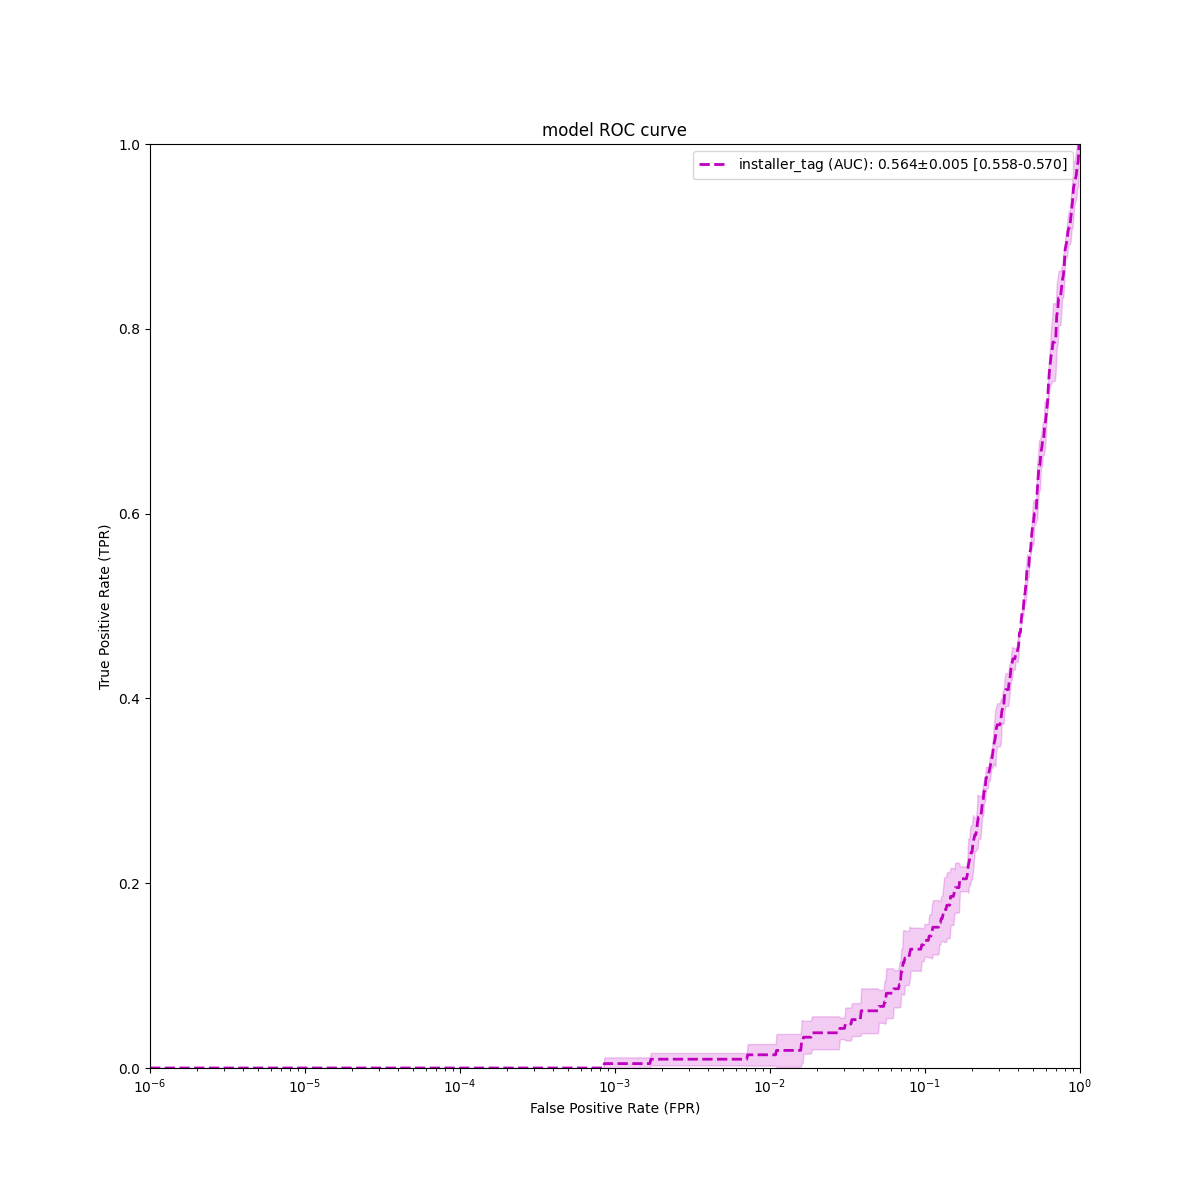 model ROC curve
installer_tag (AUC): 0.564±0.005 [0.558-0.570]
1.0
0.8
0.6
0.4
0.2
0.0
True Positive Rate (TPR)
10⁻⁶ 10⁻⁵ 10⁻⁴ 10⁻³ 10⁻² 10⁻¹ 10⁰
False Positive Rate (FPR)